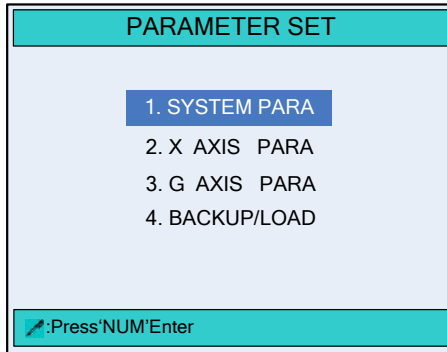 PARAMETER SET
1. SYSTEM PARA
2. X AXIS PARA
3. G AXIS PARA
4. BACKUP/LOAD
:Press‘NUM’Enter